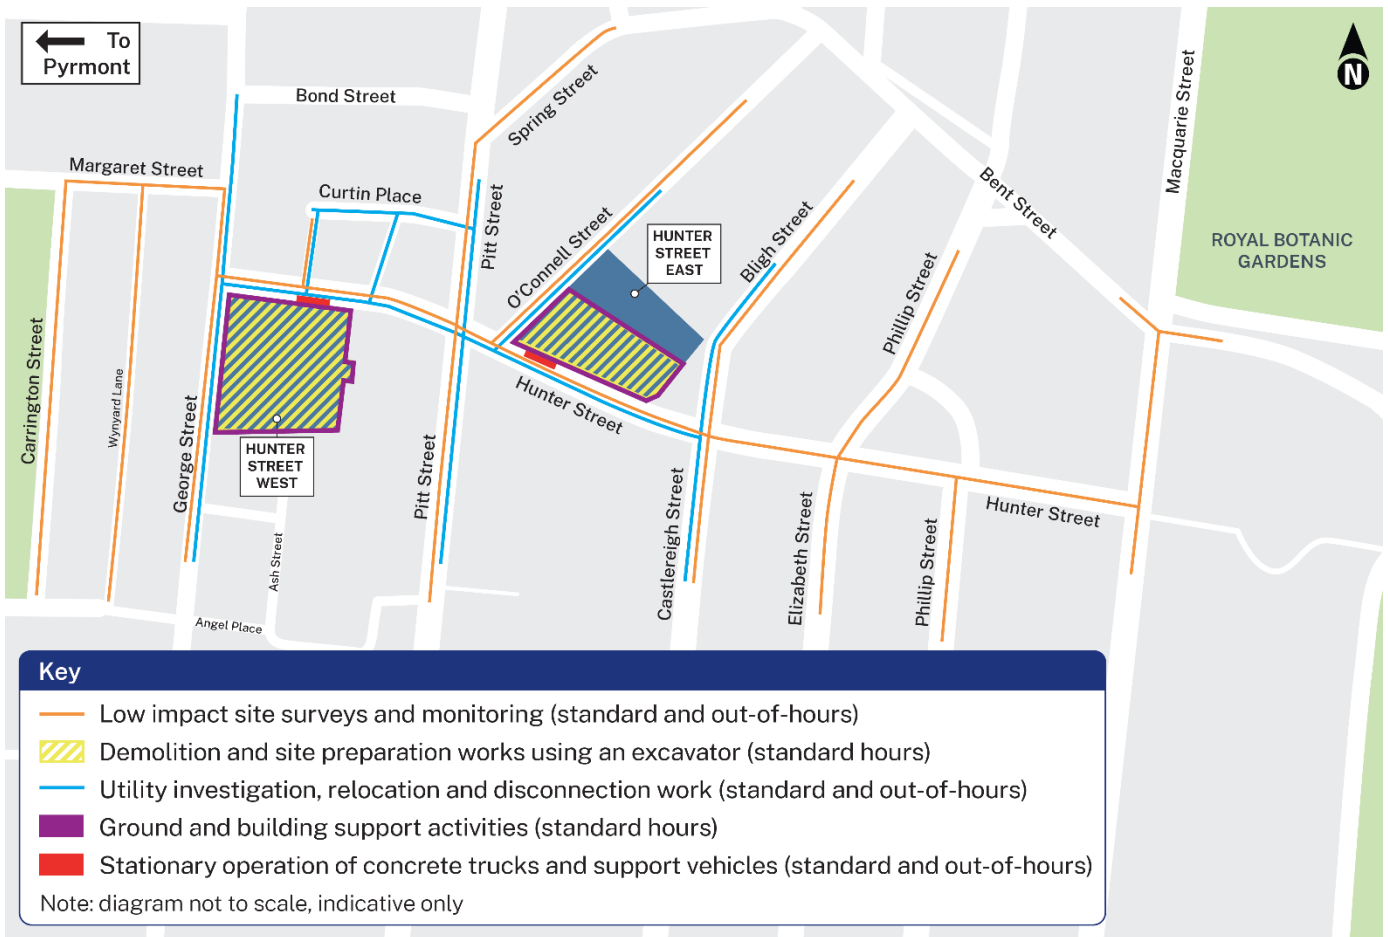 To
Pyrmont
N
Bond Street
Spring Street
Macquarie Street
Margaret Street
Curtin Place
Pitt Street
O'Connell Street
HUNTER
STREET
EAST
Bligh Street
Bent Street
ROYAL BOTANIC
GARDENS
Phillip Street
Carrington Street
Wynyard Lane
George Street
HUNTER
STREET
WEST
Hunter Street
Pitt Street
Castlereigh Street
Elizabeth Street
Phillip Street
Hunter Street
Ash Street
Angel Place
Key
Low impact site surveys and monitoring (standard and out-of-hours)
Demolition and site preparation works using an excavator (standard hours)
Utility investigation, relocation and disconnection work (standard and out-of-hours)
Ground and building support activities (standard hours)
Stationary operation of concrete trucks and support vehicles (standard and out-of-hours)
Note: diagram not to scale, indicative only